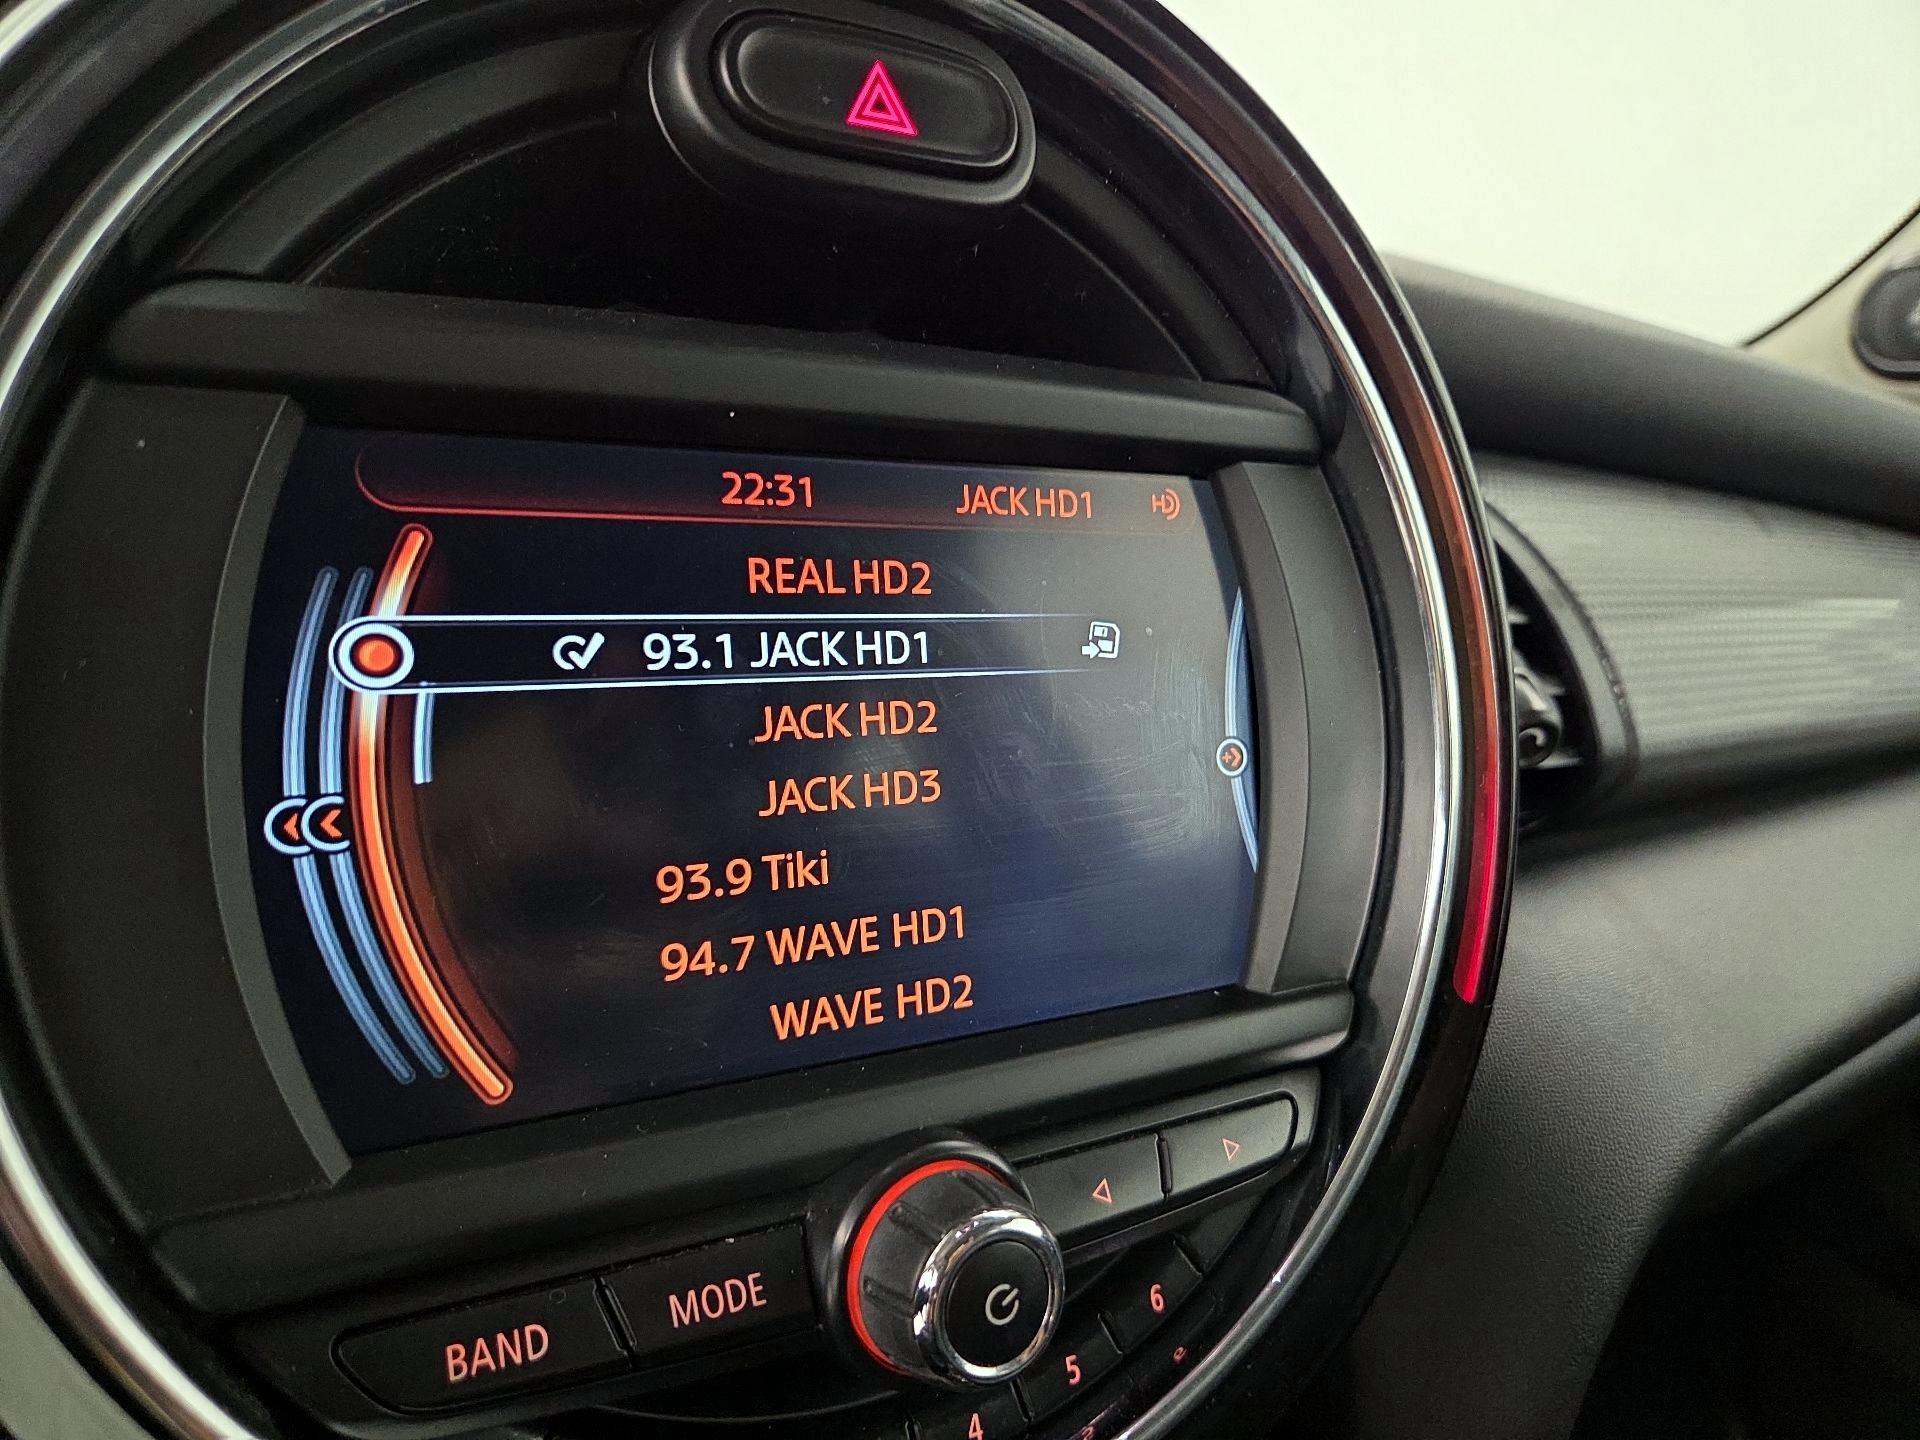 22:31 JACK HD1 HD
REAL HD2
93.1 JACK HD1
JACK HD2
JACK HD3
93.9 Tiki
94.7 WAVE HD1
WAVE HD2
BAND MODE
4 5 6